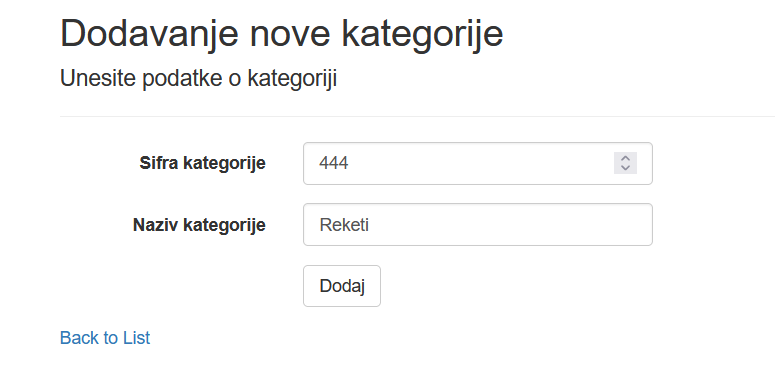 Dodavanje nove kategorije
Unesite podatke o kategoriji
Sifra kategorije 444
Naziv kategorije Reketi
Dodaj
Back to List